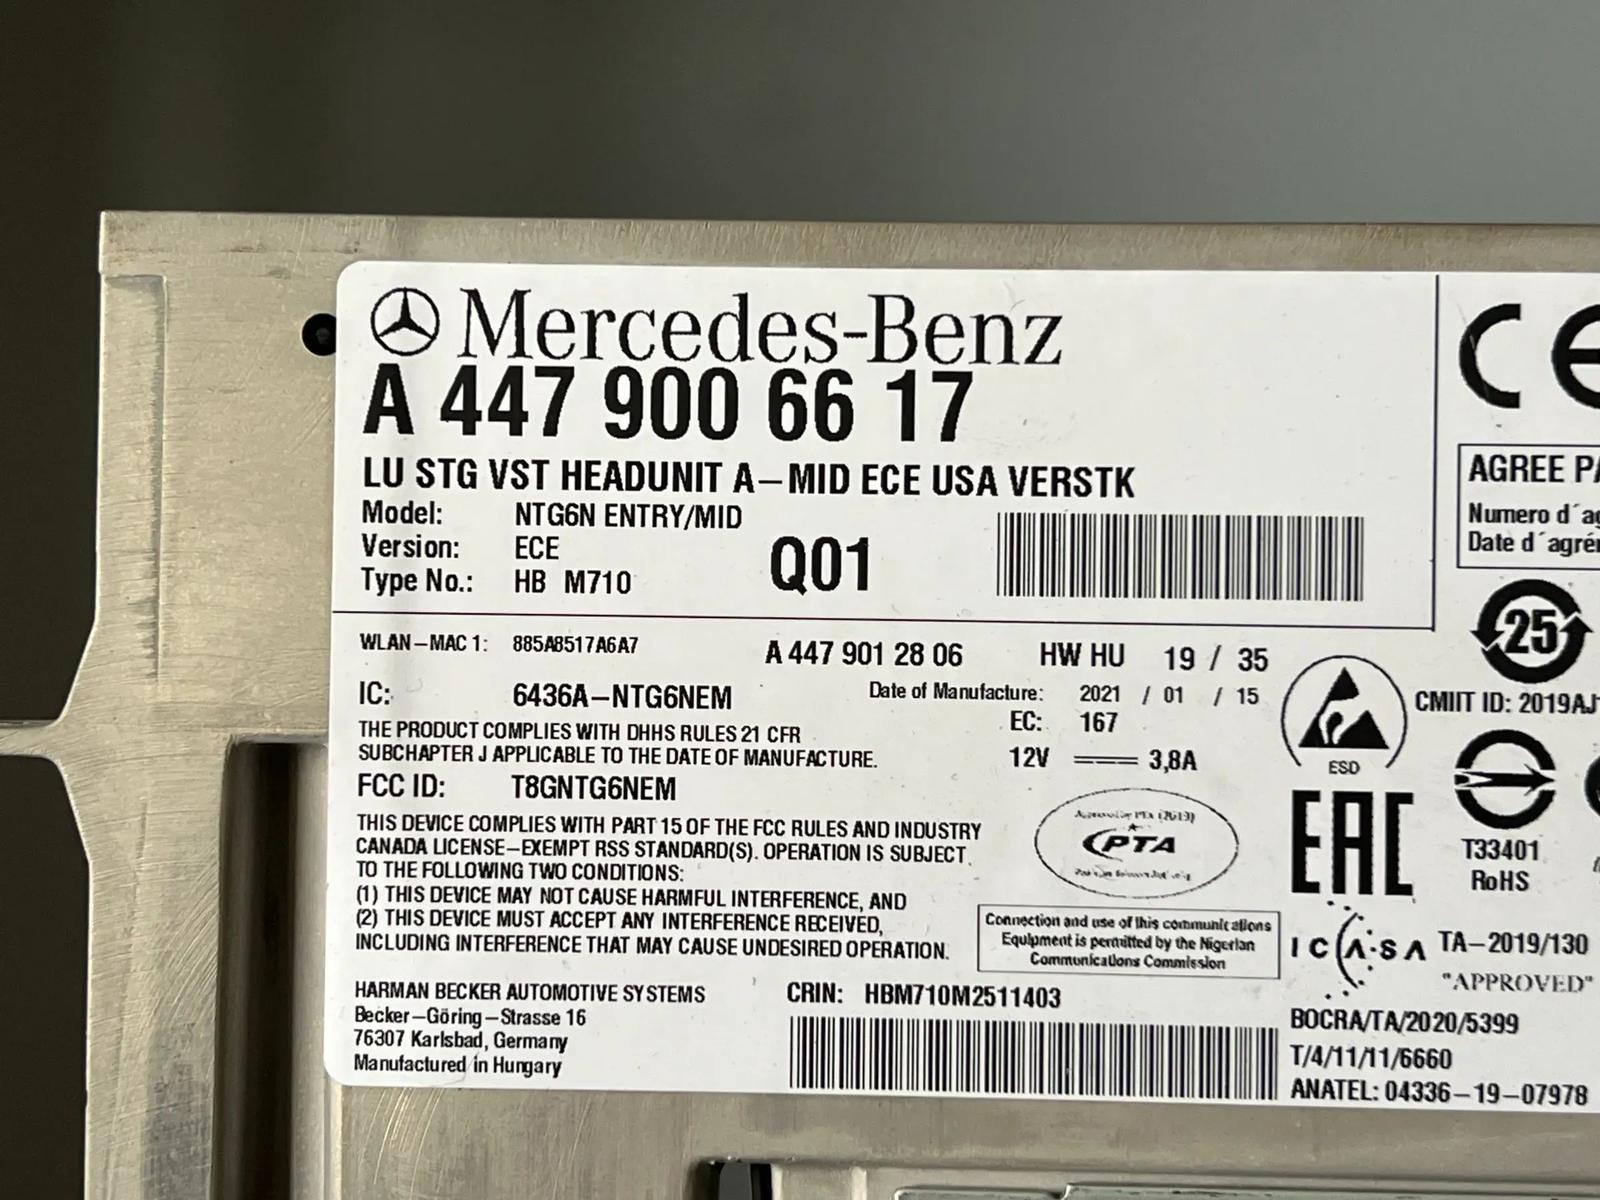 Mercedes-Benz
A 447 900 66 17
LU STG VST HEADUNIT A-MID ECE USA VERSTK
Model: NTG6N ENTRY/MID
Version: ECE
Type No.: HB M710
Q01
WLAN-MAC 1: 885A8517A6A7
A 447 901 28 06
HW HU 19 / 35
IC: 6436A-NTG6NEM
Date of Manufacture: 2021 / 01 / 15
EC: 167
THE PRODUCT COMPLIES WITH DHHS RULES 21 CFR
SUBCHAPTER J APPLICABLE TO THE DATE OF MANUFACTURE.
12V 3,8A
FCC ID: T8GNTG6NEM
THIS DEVICE COMPLIES WITH PART 15 OF THE FCC RULES AND INDUSTRY
CANADA LICENSE-EXEMPT RSS STANDARD(S). OPERATION IS SUBJECT
TO THE FOLLOWING TWO CONDITIONS:
(1) THIS DEVICE MAY NOT CAUSE HARMFUL INTERFERENCE, AND
(2) THIS DEVICE MUST ACCEPT ANY INTERFERENCE RECEIVED,
INCLUDING INTERFERENCE THAT MAY CAUSE UNDESIRED OPERATION.
Approved by PTA (2019)
PTA
Connection and use of this communications
Equipment is permitted by the Nigerian
Communications Commission
HARMAN BECKER AUTOMOTIVE SYSTEMS
Becker-Göring-Strasse 16
76307 Karlsbad, Germany
Manufactured in Hungary
CRIN: HBM710M2511403
CE
AGREE
Numero
Date
25
CMIIT ID: 2019AJ
ESD
EAC
T33401
RoHS
ICASA
TA-2019/130
"APPROVED"
BOCRA/TA/2020/5399
T/4/11/11/6660
ANATEL: 04336-19-07978